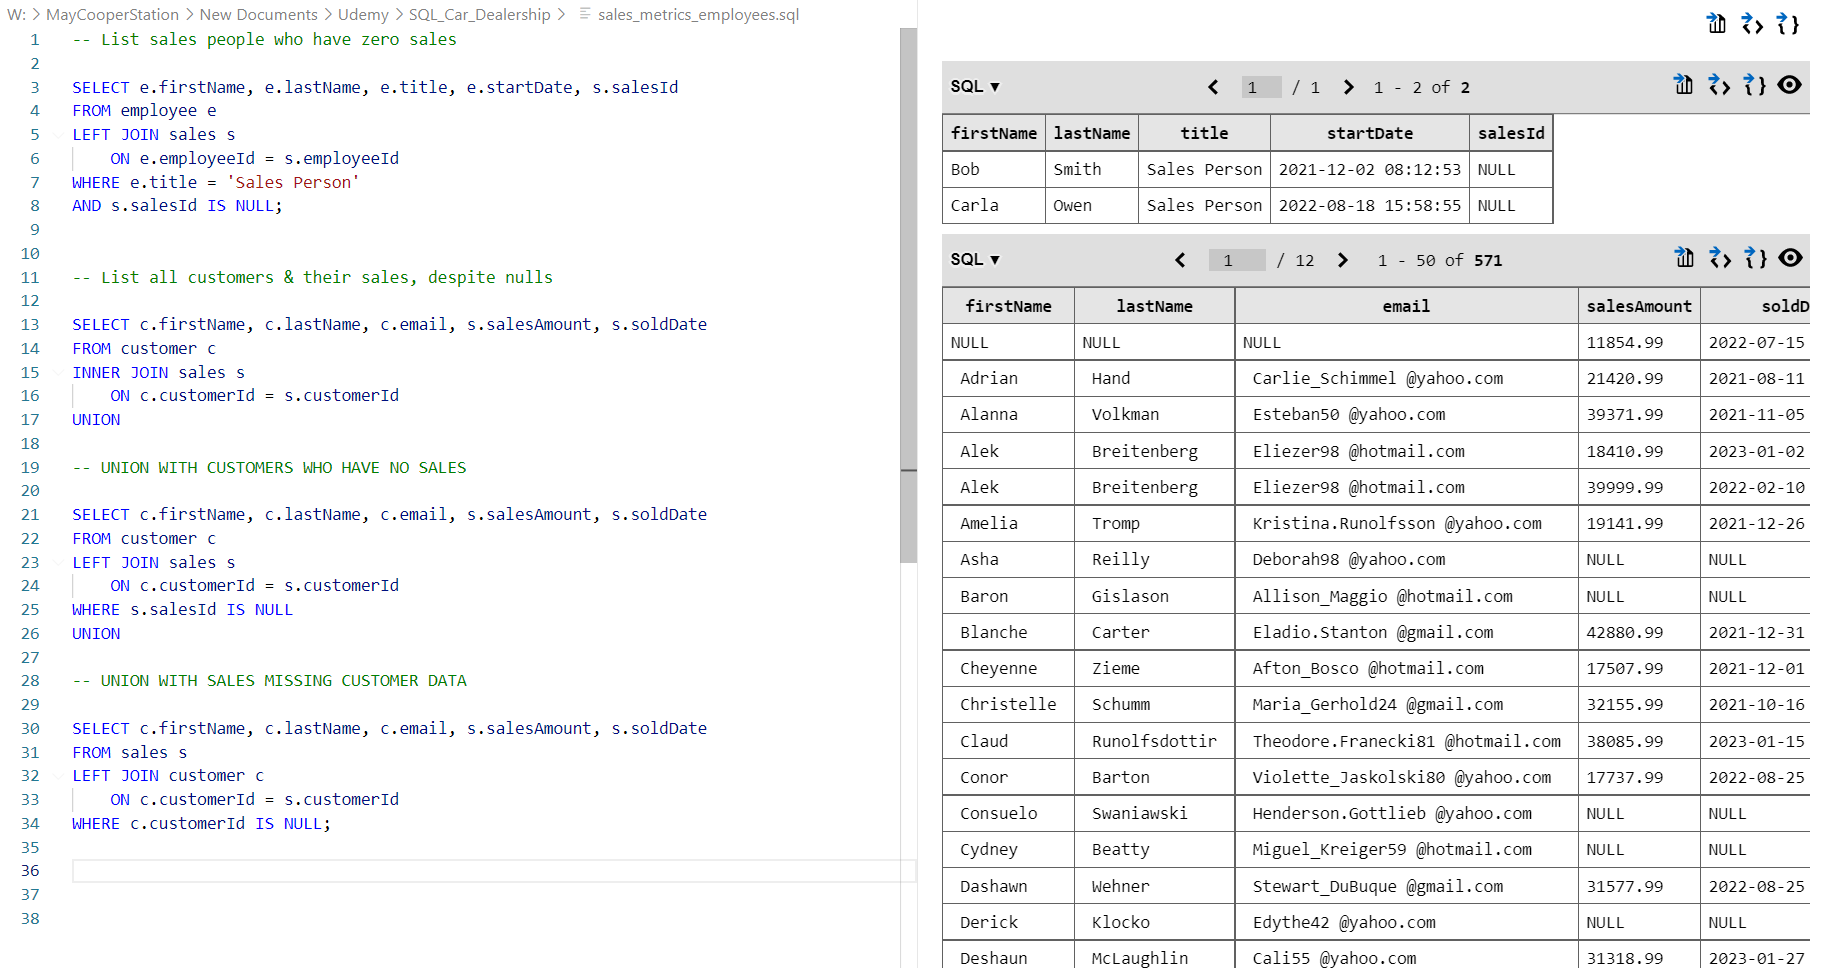 W: > MayCooperStation > New Documents > Udemy > SQL_Car_Dealership > sales_metrics_employees.sql
1 -- List sales people who have zero sales
2
3 SELECT e.firstName, e.lastName, e.title, e.startDate, s.salesId
4 FROM employee e
5 LEFT JOIN sales s
6 ON e.employeeId = s.employeeId
7 WHERE e.title = 'Sales Person'
8 AND s.salesId IS NULL;
9
10
11 -- List all customers & their sales, despite nulls
12
13 SELECT c.firstName, c.lastName, c.email, s.salesAmount, s.soldDate
14 FROM customer c
15 INNER JOIN sales s
16 ON c.customerId = s.customerId
17 UNION
18
19 -- UNION WITH CUSTOMERS WHO HAVE NO SALES
20
21 SELECT c.firstName, c.lastName, c.email, s.salesAmount, s.soldDate
22 FROM customer c
23 LEFT JOIN sales s
24 ON c.customerId = s.customerId
25 WHERE s.salesId IS NULL
26 UNION
27
28 -- UNION WITH SALES MISSING CUSTOMER DATA
29
30 SELECT c.firstName, c.lastName, c.email, s.salesAmount, s.soldDate
31 FROM sales s
32 LEFT JOIN customer c
33 ON c.customerId = s.customerId
34 WHERE c.customerId IS NULL;
35
36
37
38
SQL ▼ < 1 / 1 > 1 - 2 of 2
firstName lastName title startDate salesId
Bob Smith Sales Person 2021-12-02 08:12:53 NULL
Carla Owen Sales Person 2022-08-18 15:58:55 NULL
SQL ▼ < 1 / 12 > 1 - 50 of 571
firstName lastName email salesAmount soldD
NULL NULL NULL 11854.99 2022-07-15
Adrian Hand Carlie_Schimmel @yahoo.com 21420.99 2021-08-11
Alanna Volkman Esteban50 @yahoo.com 39371.99 2021-11-05
Alek Breitenberg Eliezer98 @hotmail.com 18410.99 2023-01-02
Alek Breitenberg Eliezer98 @hotmail.com 39999.99 2022-02-10
Amelia Tromp Kristina.Runolfsson @yahoo.com 19141.99 2021-12-26
Asha Reilly Deborah98 @yahoo.com NULL NULL
Baron Gislason Allison_Maggio @hotmail.com NULL NULL
Blanche Carter Eladio.Stanton @gmail.com 42880.99 2021-12-31
Cheyenne Zieme Afton_Bosco @hotmail.com 17507.99 2021-12-01
Christelle Schumm Maria_Gerhold24 @gmail.com 32155.99 2021-10-16
Claud Runolfsdottir Theodore.Franecki81 @hotmail.com 38085.99 2023-01-15
Conor Barton Violette_Jaskolski80 @yahoo.com 17737.99 2022-08-25
Consuelo Swaniawski Henderson.Gottlieb @yahoo.com NULL NULL
Cydney Beatty Miguel_Kreiger59 @hotmail.com NULL NULL
Dashawn Wehner Stewart_DuBuque @gmail.com 31577.99 2022-08-25
Derick Klocko Edythe42 @yahoo.com NULL NULL
Deshaun McLaughlin Cali55 @yahoo.com 31318.99 2023-01-27